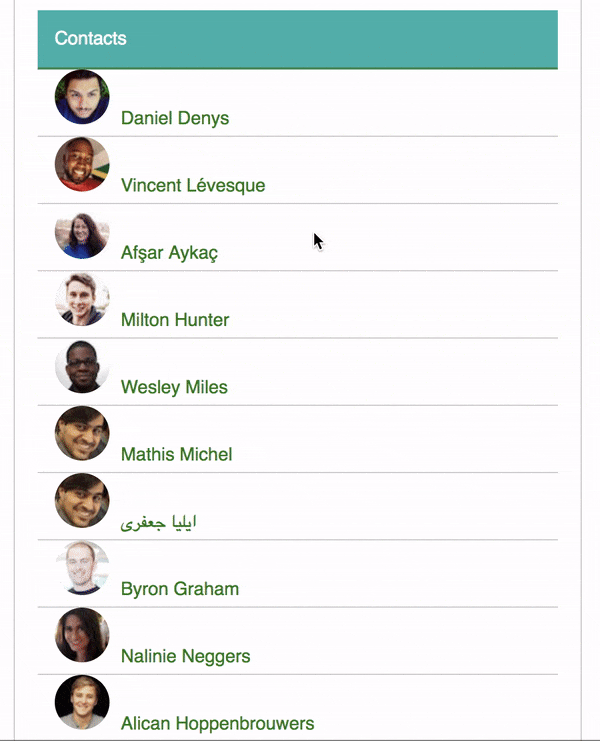 Contacts
Daniel Denys
Vincent Lévesque
Afşar Aykaç
Milton Hunter
Wesley Miles
Mathis Michel
ایلیا جعفری
Byron Graham
Nalinie Neggers
Alican Hoppenbrouwers